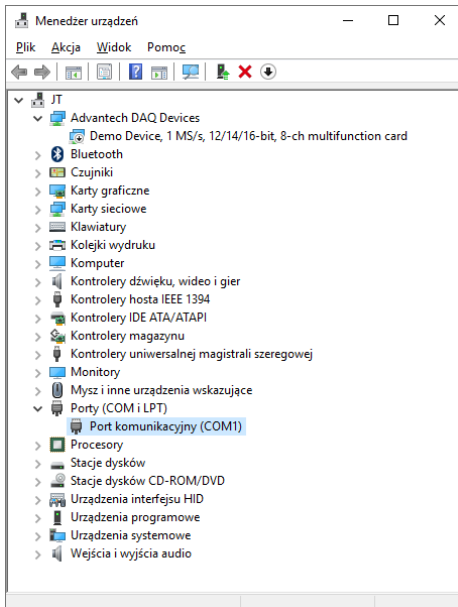 Menedżer urządzeń
Plik Akcja Widok Pomoc
JT
Advantech DAQ Devices
Demo Device, 1 MS/s, 12/14/16-bit, 8-ch multifunction card
Bluetooth
Czujniki
Karty graficzne
Karty sieciowe
Klawiatury
Kolejki wydruku
Komputer
Kontrolery dźwięku, wideo i gier
Kontrolery hosta IEEE 1394
Kontrolery IDE ATA/ATAPI
Kontrolery magazynu
Kontrolery uniwersalnej magistrali szeregowej
Monitory
Mysz i inne urządzenia wskazujące
Porty (COM i LPT)
Port komunikacyjny (COM1)
Procesory
Stacje dysków
Stacje dysków CD-ROM/DVD
Urządzenia interfejsu HID
Urządzenia programowe
Urządzenia systemowe
Wejścia i wyjścia audio